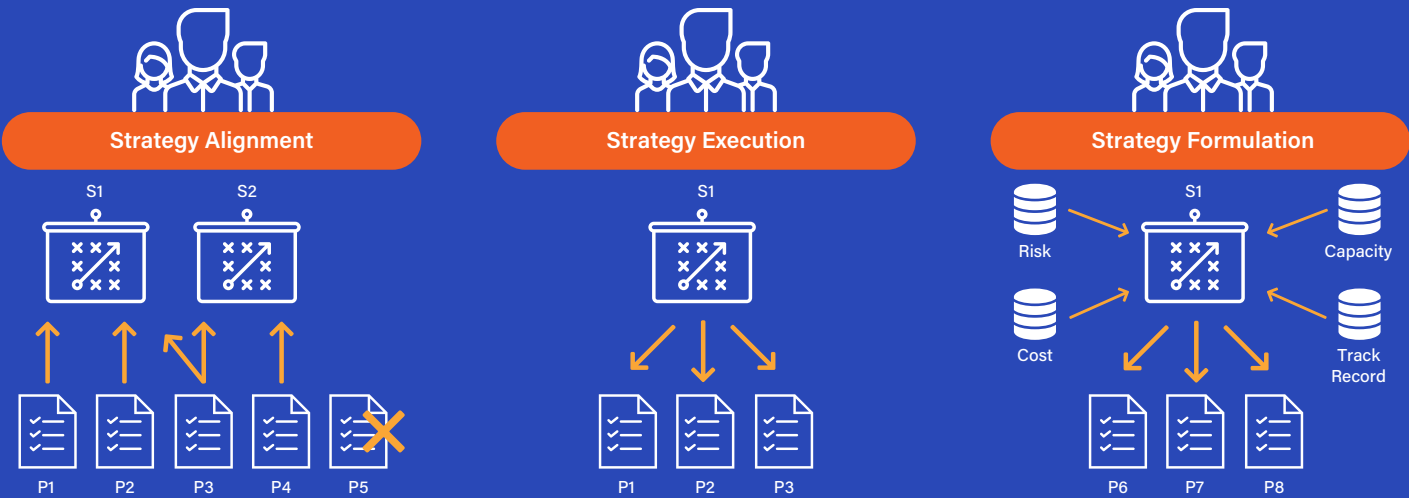 Strategy Alignment
S1
S2
P1
P2
P3
P4
P5
Strategy Execution
S1
P1
P2
P3
Strategy Formulation
S1
Risk
Capacity
Cost
Track
Record
P6
P7
P8